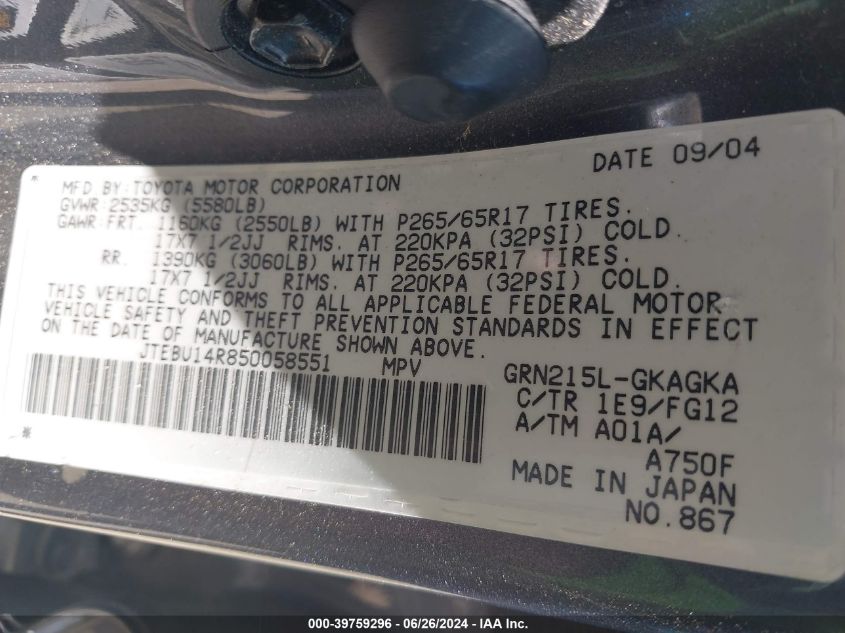 DATE 09/04
MFD BY: TOYOTA MOTOR CORPORATION
GVWR: 2535KG (5580LB)
GAWR: FRT. 1160KG (2550LB) WITH P265/65R17 TIRES.
17X7 1/2JJ RIMS. AT 220KPA (32PSI) COLD.
RR. 1390KG (3060LB) WITH P265/65R17 TIRES.
17X7 1/2JJ RIMS. AT 220KPA (32PSI) COLD.
THIS VEHICLE CONFORMS TO ALL APPLICABLE FEDERAL MOTOR
VEHICLE SAFETY AND THEFT PREVENTION STANDARDS IN EFFECT
ON THE DATE OF MANUFACTURE SHOWN ABOVE.
JTEBU14R850058551 MPV
GRN215L-GKAGKA
C/TR 1E9/FG12
A/TM A01A/
A750F
MADE IN JAPAN
NO.867
000-39759296 - 06/26/2024 - IAA Inc.